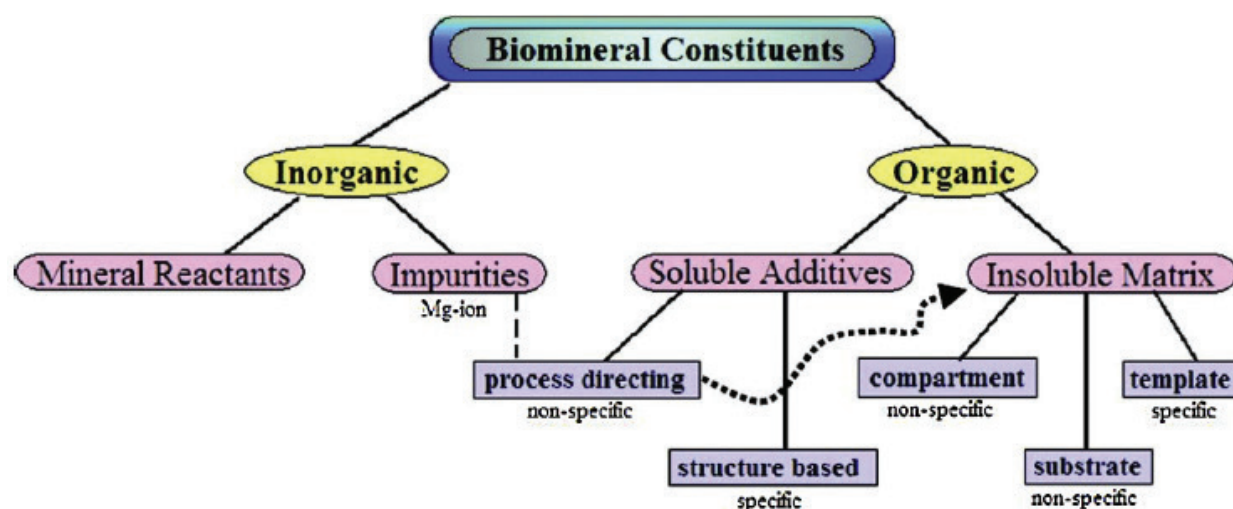 Biomineral Constituents
Inorganic
Organic
Mineral Reactants
Impurities
Mg-ion
Soluble Additives
Insoluble Matrix
process directing
non-specific
compartment
non-specific
template
specific
structure based
specific
substrate
non-specific